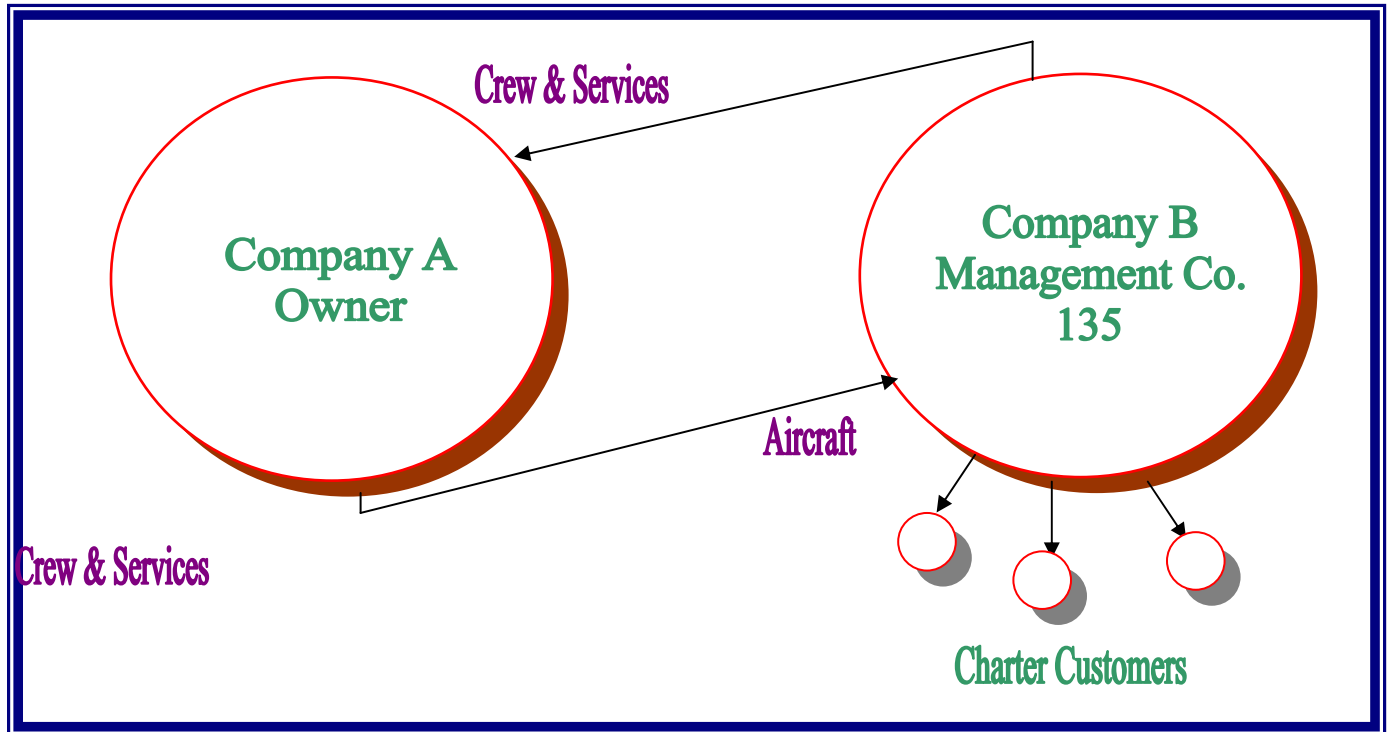 Crew & Services
Company A
Owner
Company B
Management Co.
135
Aircraft
Crew & Services
Charter Customers